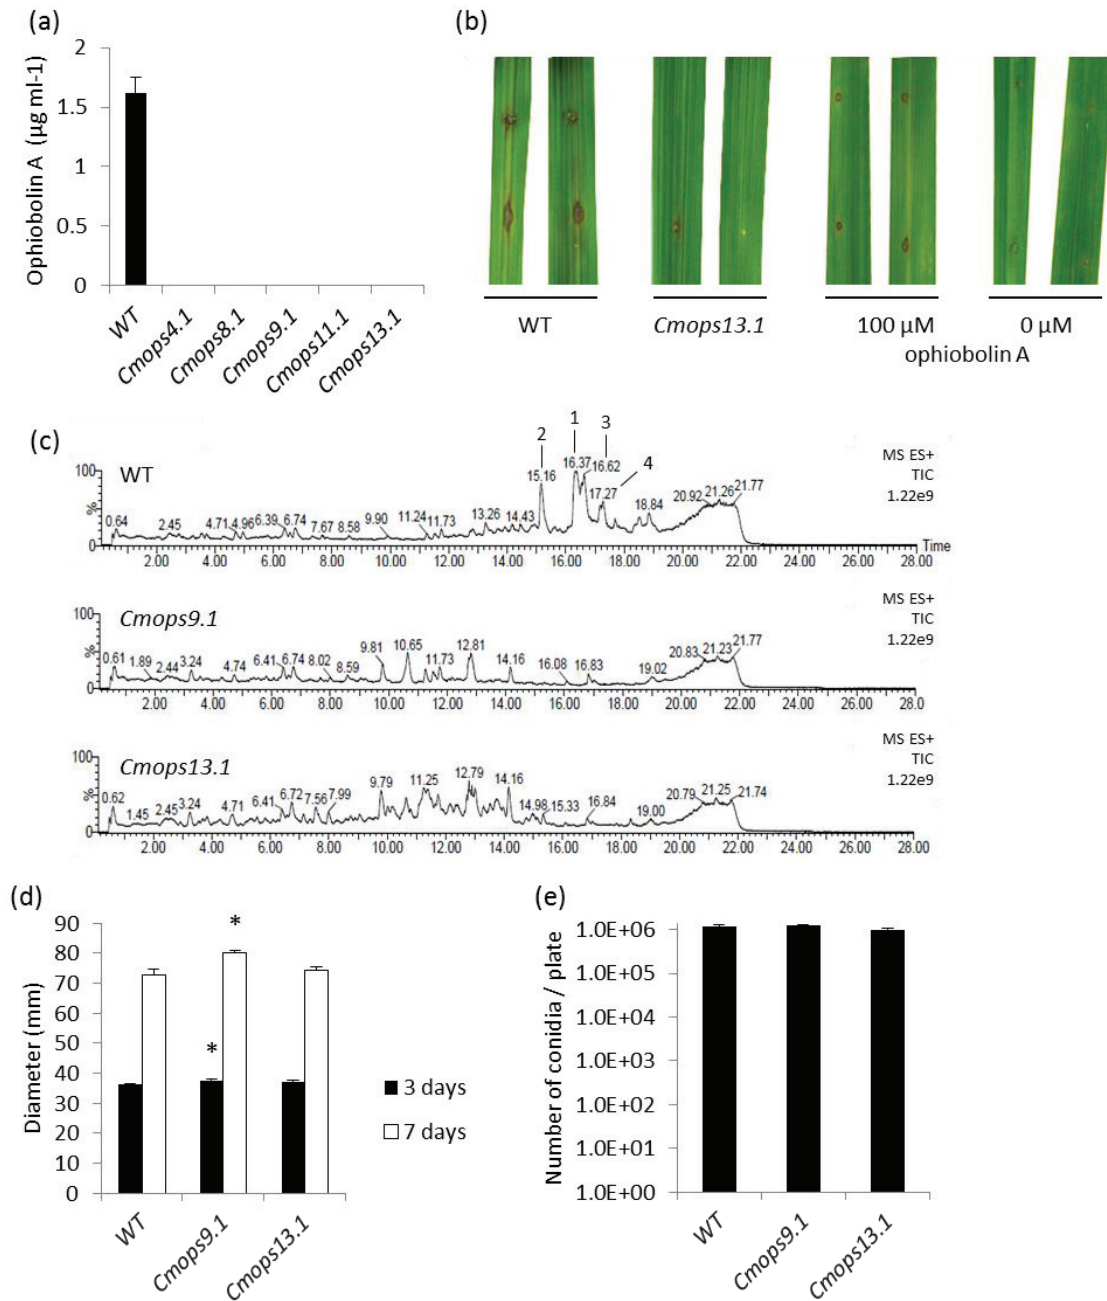 (a)
Ophiobolin A (µg ml-1)
2
1.5
1
0.5
0
WT
Cmops4.1
Cmops8.1
Cmops9.1
Cmops11.1
Cmops13.1
(b)
WT
Cmops13.1
100 µM
0 µM
ophiobolin A
(c)
WT
100
%
0
MS ES+
TIC
1.22e9
2
1
3
4
0.64
2.45
4.71
4.96
6.39
6.74
7.67
8.58
9.90
11.24
11.73
13.26
14.43
15.16
16.37
16.62
17.27
18.84
20.92
21.26
21.77
Time
2.00 4.00 6.00 8.00 10.00 12.00 14.00 16.00 18.00 20.00 22.00 24.00 26.00 28.00
Cmops9.1
100
%
0
MS ES+
TIC
1.22e9
0.61
1.89
2.44
3.24
4.74
6.41
6.74
8.02
8.59
9.81
10.65
11.73
12.81
14.16
16.08
16.83
19.02
20.83
21.23
21.77
2.00 4.00 6.00 8.00 10.00 12.00 14.00 16.00 18.00 20.00 22.00 24.00 26.00 28.0
Cmops13.1
100
%
0
MS ES+
TIC
1.22e9
0.62
1.45
2.45
3.24
4.71
6.41
6.72
7.56
7.99
9.79
11.25
12.79
14.16
14.98
15.33
16.84
19.00
20.79
21.25
21.74
2.00 4.00 6.00 8.00 10.00 12.00 14.00 16.00 18.00 20.00 22.00 24.00 26.00 28.00
(d)
Diameter (mm)
90
80
70
60
50
40
30
20
10
0
*
*
WT
Cmops9.1
Cmops13.1
3 days
7 days
(e)
Number of conidia / plate
1.0E+06
1.0E+05
1.0E+04
1.0E+03
1.0E+02
1.0E+01
1.0E+00
WT
Cmops9.1
Cmops13.1